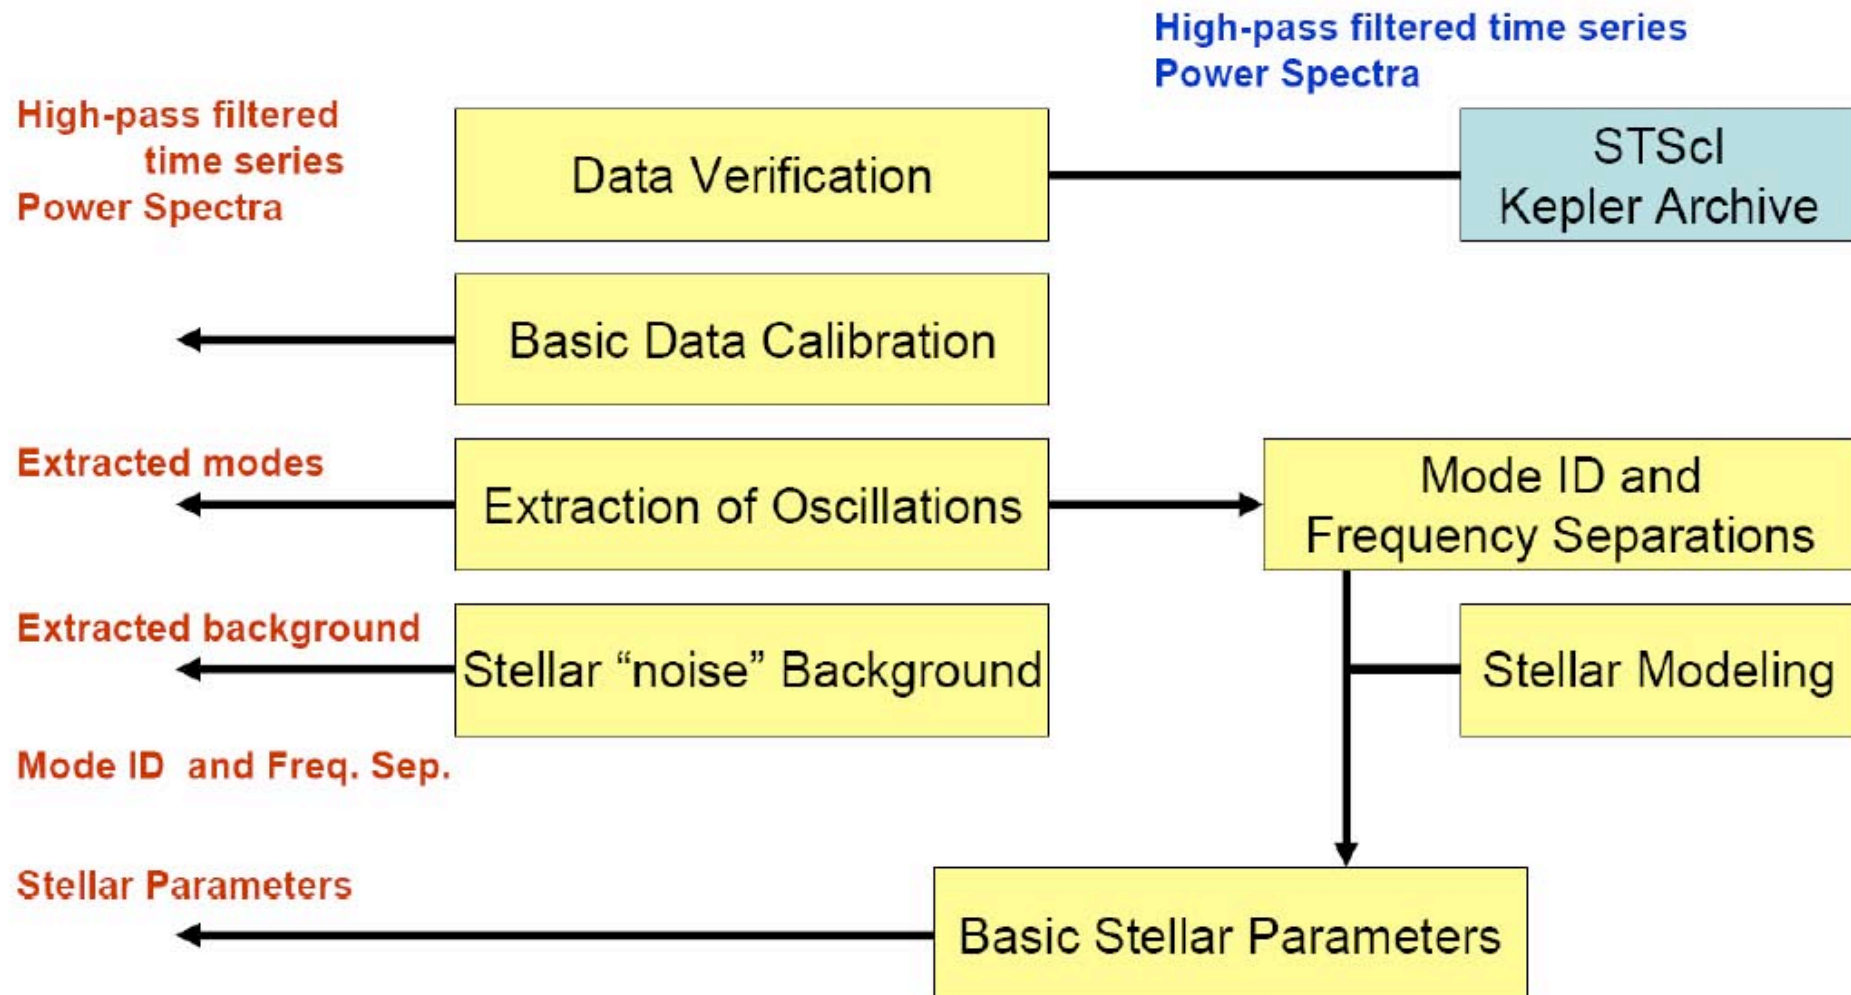 High-pass filtered time series
Power Spectra
High-pass filtered
time series
Power Spectra
Data Verification
STScI
Kepler Archive
Basic Data Calibration
Extracted modes
Extraction of Oscillations
Mode ID and
Frequency Separations
Extracted background
Stellar “noise” Background
Stellar Modeling
Mode ID and Freq. Sep.
Stellar Parameters
Basic Stellar Parameters